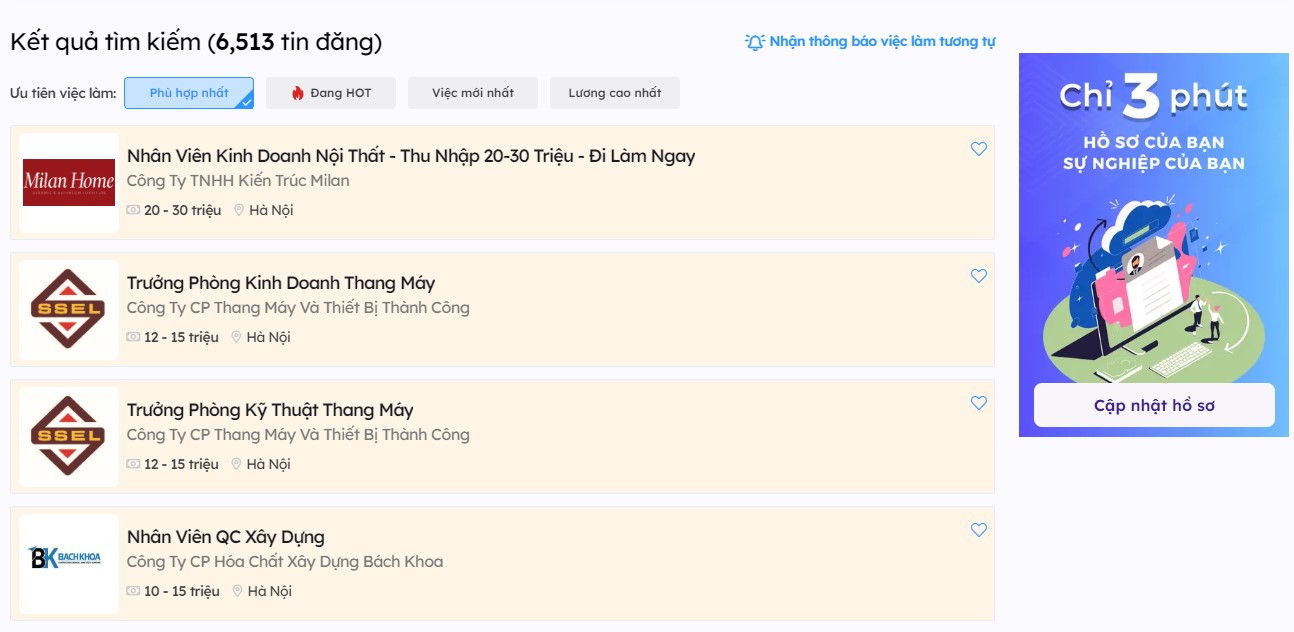 Kết quả tìm kiếm (6,513 tin đăng)
Nhận thông báo việc làm tương tự
Ưu tiên việc làm:
Phù hợp nhất
Đang HOT
Việc mới nhất
Lương cao nhất
Milan Home
Nhân Viên Kinh Doanh Nội Thất - Thu Nhập 20-30 Triệu - Đi Làm Ngay
Công Ty TNHH Kiến Trúc Milan
20 - 30 triệu
Hà Nội
SSEL
Trưởng Phòng Kinh Doanh Thang Máy
Công Ty CP Thang Máy Và Thiết Bị Thành Công
12 - 15 triệu
Hà Nội
SSEL
Trưởng Phòng Kỹ Thuật Thang Máy
Công Ty CP Thang Máy Và Thiết Bị Thành Công
12 - 15 triệu
Hà Nội
BK BACH KHOA
Nhân Viên QC Xây Dựng
Công Ty CP Hóa Chất Xây Dựng Bách Khoa
10 - 15 triệu
Hà Nội
Chỉ 3 phút
HỒ SƠ CỦA BẠN
SỰ NGHIỆP CỦA BẠN
Cập nhật hồ sơ